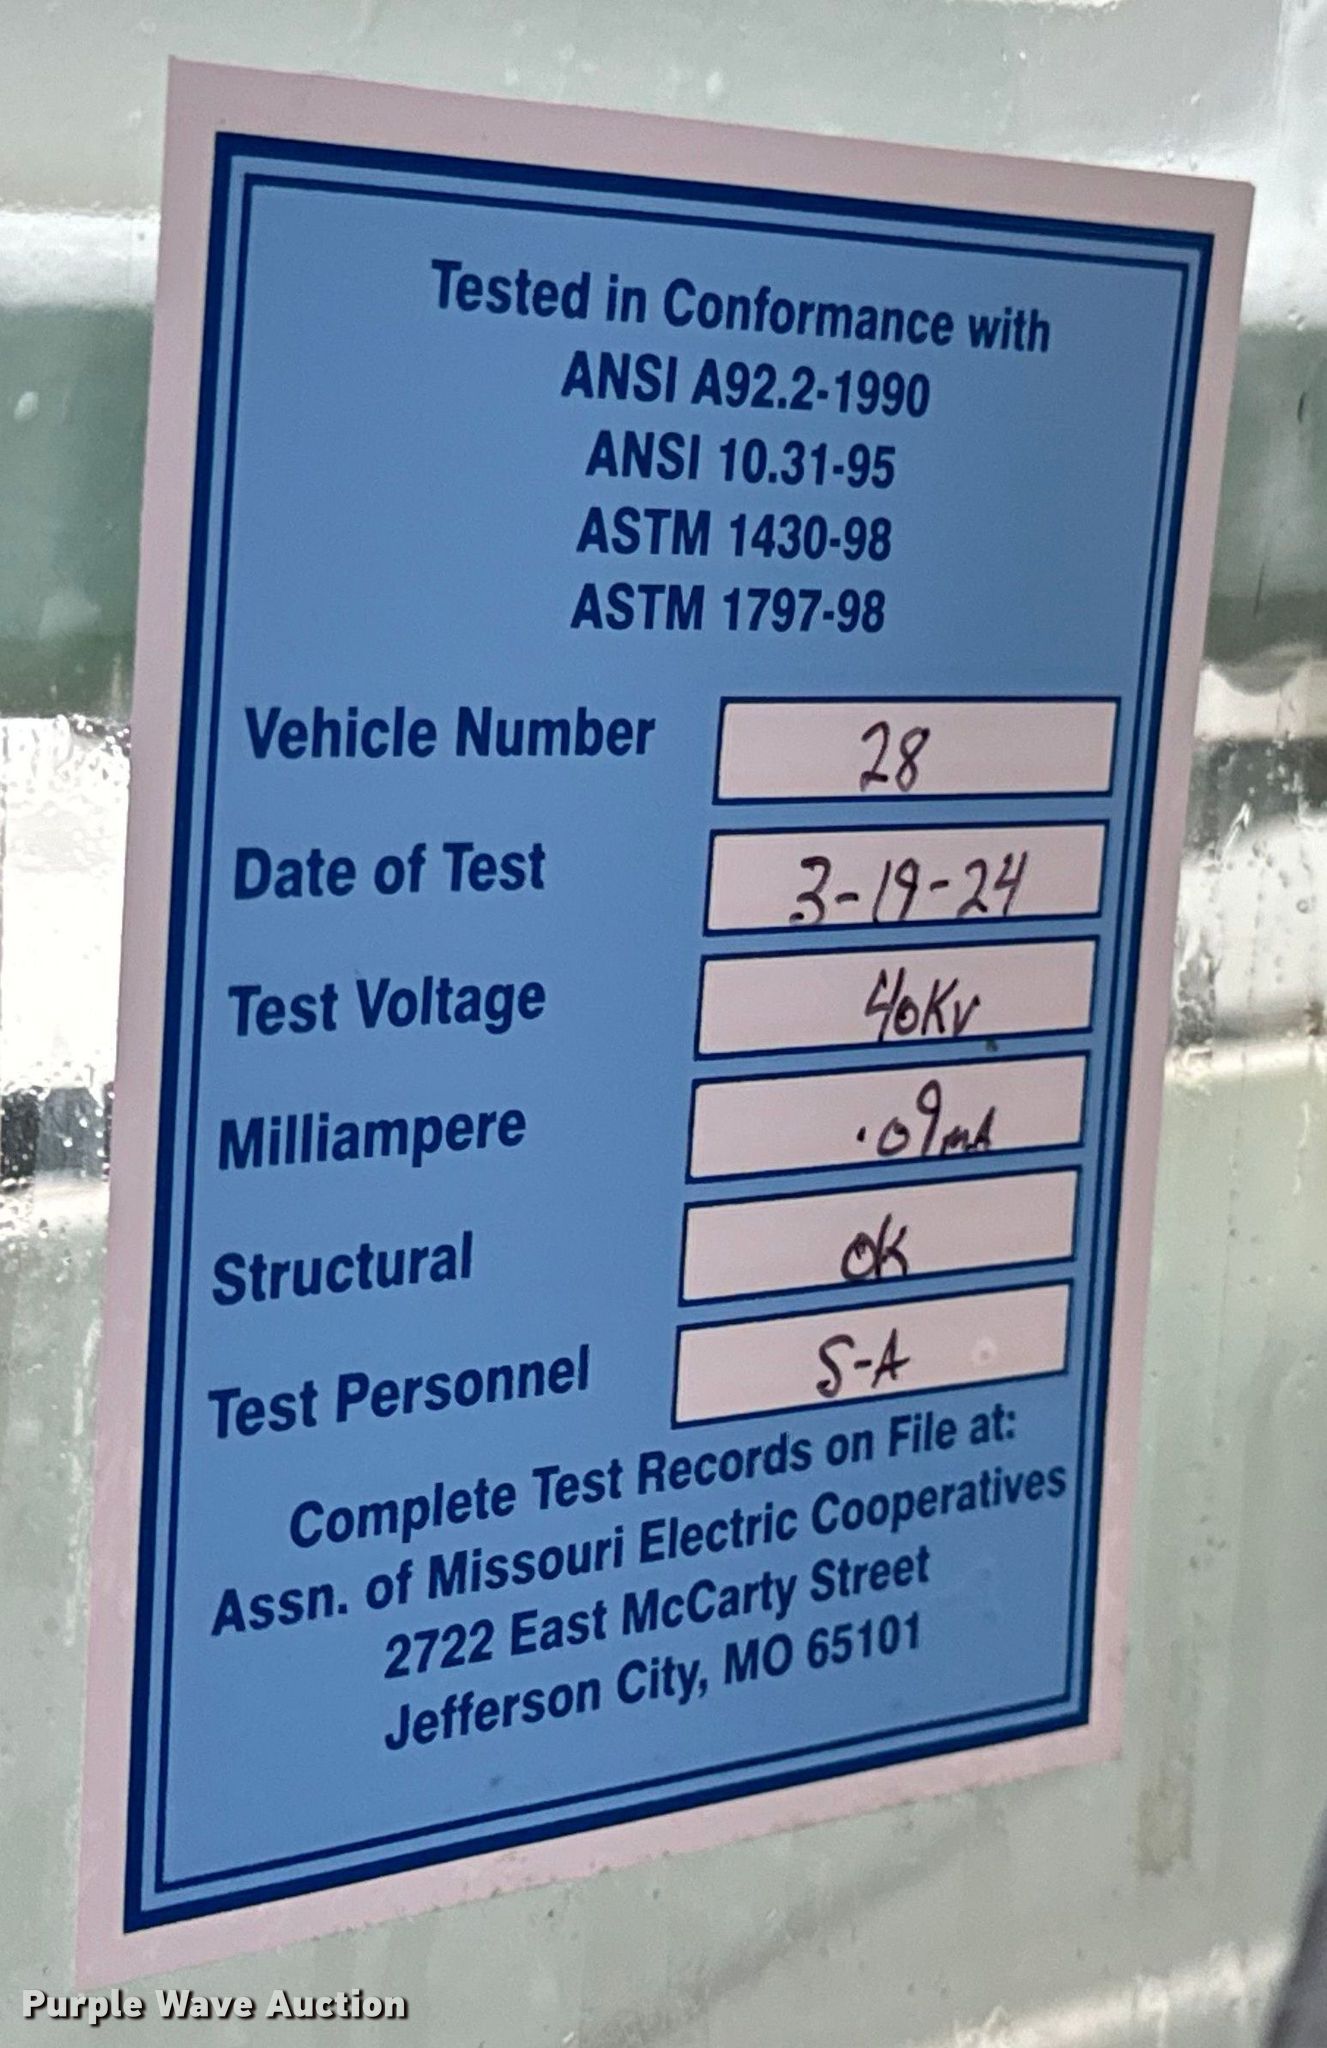 Tested in Conformance with
ANSI A92.2-1990
ANSI 10.31-95
ASTM 1430-98
ASTM 1797-98
Vehicle Number 28
Date of Test 3-19-24
Test Voltage 40Kv
Milliampere .09mA
Structural OK
Test Personnel S-A
Complete Test Records on File at:
Assn. of Missouri Electric Cooperatives
2722 East McCarty Street
Jefferson City, MO 65101
Purple Wave Auction